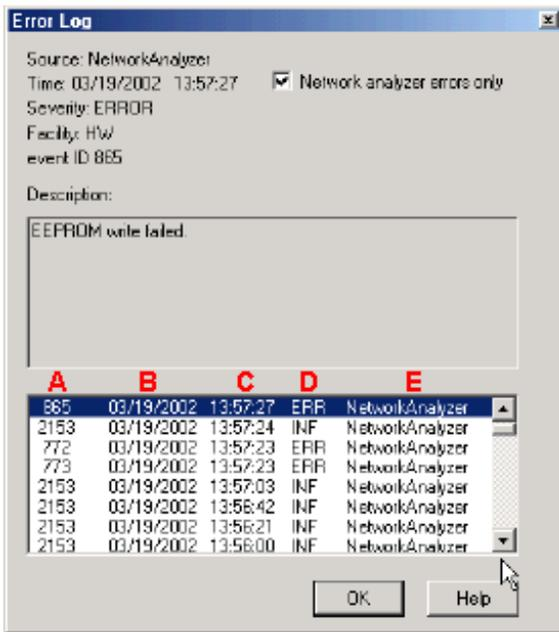 Error Log
Source: NetworkAnalyzer
Time: 03/19/2002 13:57:27
Network analyzer errors only
Severity: ERROR
Facility: HW
event ID 865
Description:
EEPROM write failed.
A B C D E
865 03/19/2002 13:57:27 ERR NetworkAnalyzer
2153 03/19/2002 13:57:24 INF NetworkAnalyzer
772 03/19/2002 13:57:23 ERR NetworkAnalyzer
773 03/19/2002 13:57:23 ERR NetworkAnalyzer
2153 03/19/2002 13:57:03 INF NetworkAnalyzer
2153 03/19/2002 13:56:42 INF NetworkAnalyzer
2153 03/19/2002 13:56:21 INF NetworkAnalyzer
2153 03/19/2002 13:56:00 INF NetworkAnalyzer
OK Help